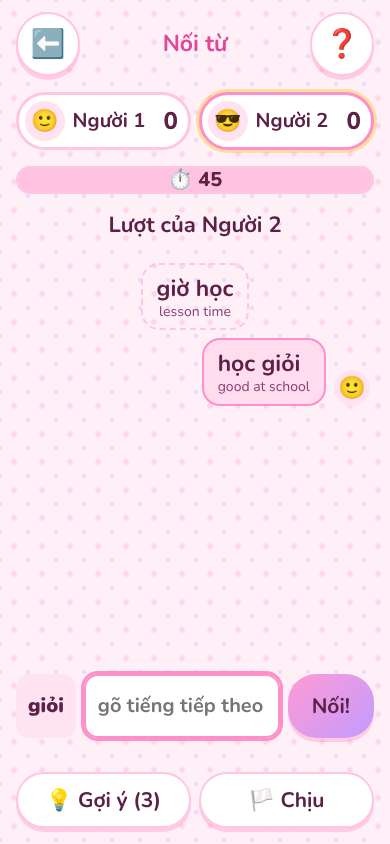 Nối từ
Người 1 0
Người 2 0
45
Lượt của Người 2
giờ học
lesson time
học giỏi
good at school
giỏi
gõ tiếng tiếp theo
Nối!
Gợi ý (3)
Chịu